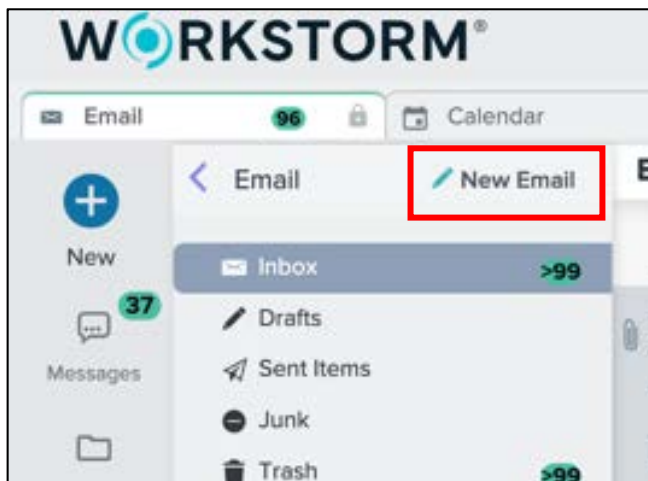 WORKSTORM®
Email 96 Calendar
Email New Email E
New
Inbox >99
37
Drafts
Messages
Sent Items
Junk
Trash >99